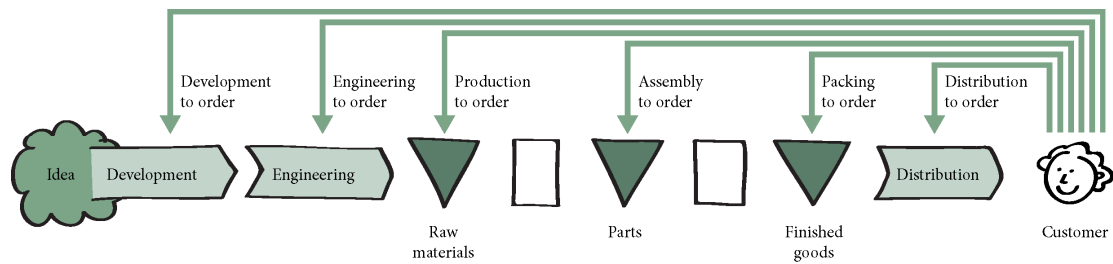 Development
to order
Engineering
to order
Production
to order
Assembly
to order
Packing
to order
Distribution
to order
Idea
Development
Engineering
Distribution
Raw
materials
Parts
Finished
goods
Customer